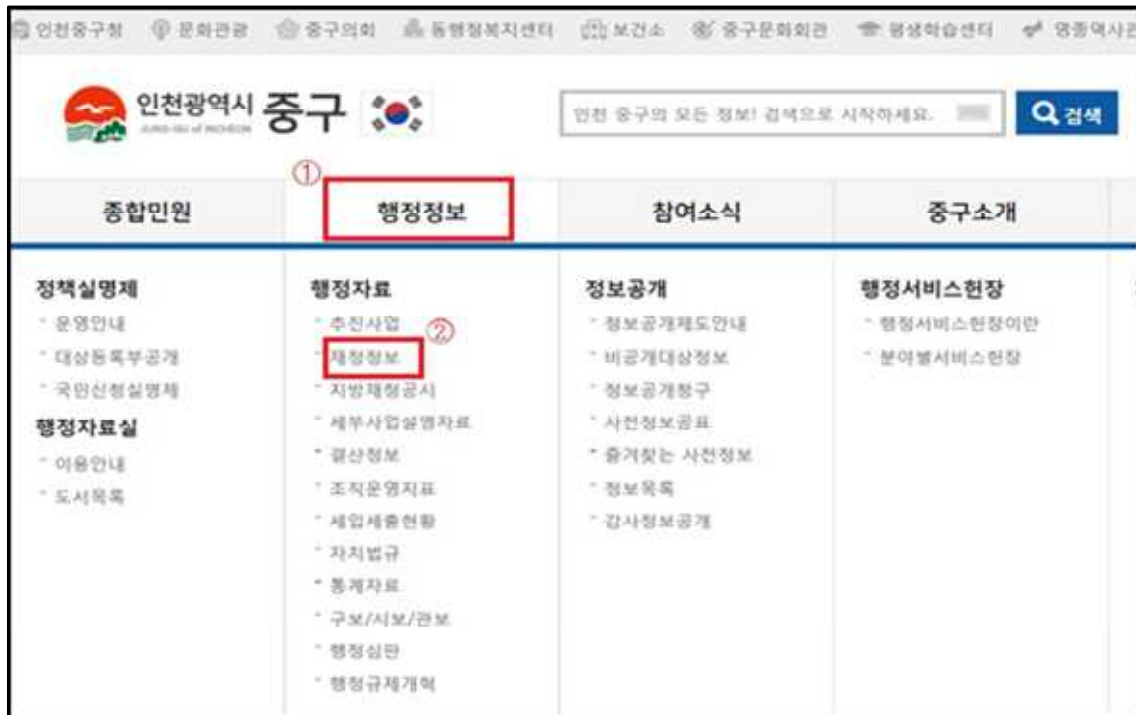 인천중구청 문화관광 중구의회 동행정복지센터 보건소 중구문화회관 평생학습센터 영종역사관
인천광역시 중구
JUNG-GU of INCHEON
인천 중구의 모든 정보! 검색으로 시작하세요.
검색
①
종합민원 행정정보 참여소식 중구소개
정책실명제
운영안내
대상등록부공개
국민신청실명제
행정자료실
이용안내
도서목록
행정자료
추진사업
②
재정정보
지방재정공시
세부사업설명자료
결산정보
조직운영지표
세입세출현황
자치법규
통계자료
구보/시보/관보
행정심판
행정규제개혁
정보공개
정보공개제도안내
비공개대상정보
정보공개청구
사전정보공표
즐겨찾는 사전정보
정보목록
감사정보공개
행정서비스헌장
행정서비스헌장이란
분야별서비스헌장